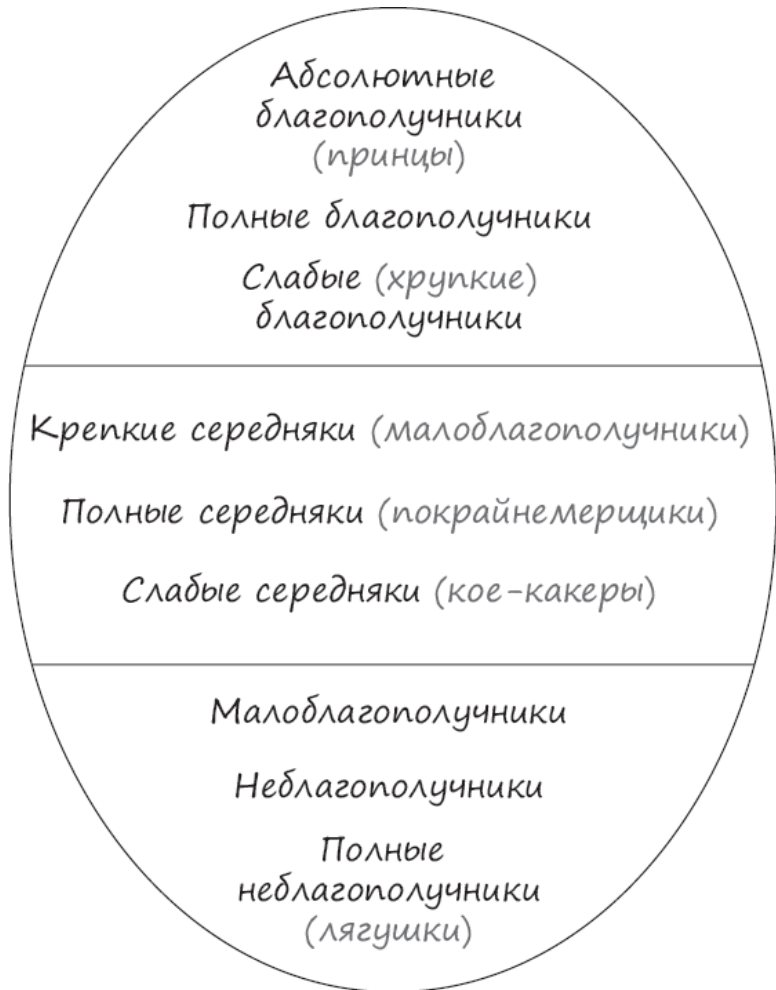 Абсолютные
благополучники
(принцы)
Полные благополучники
Слабые (хрупкие)
благополучники
Крепкие середняки (малоблагополучники)
Полные середняки (покрайнемерщики)
Слабые середняки (кое-какеры)
Малоблагополучники
Неблагополучники
Полные
неблагополучники
(лягушки)